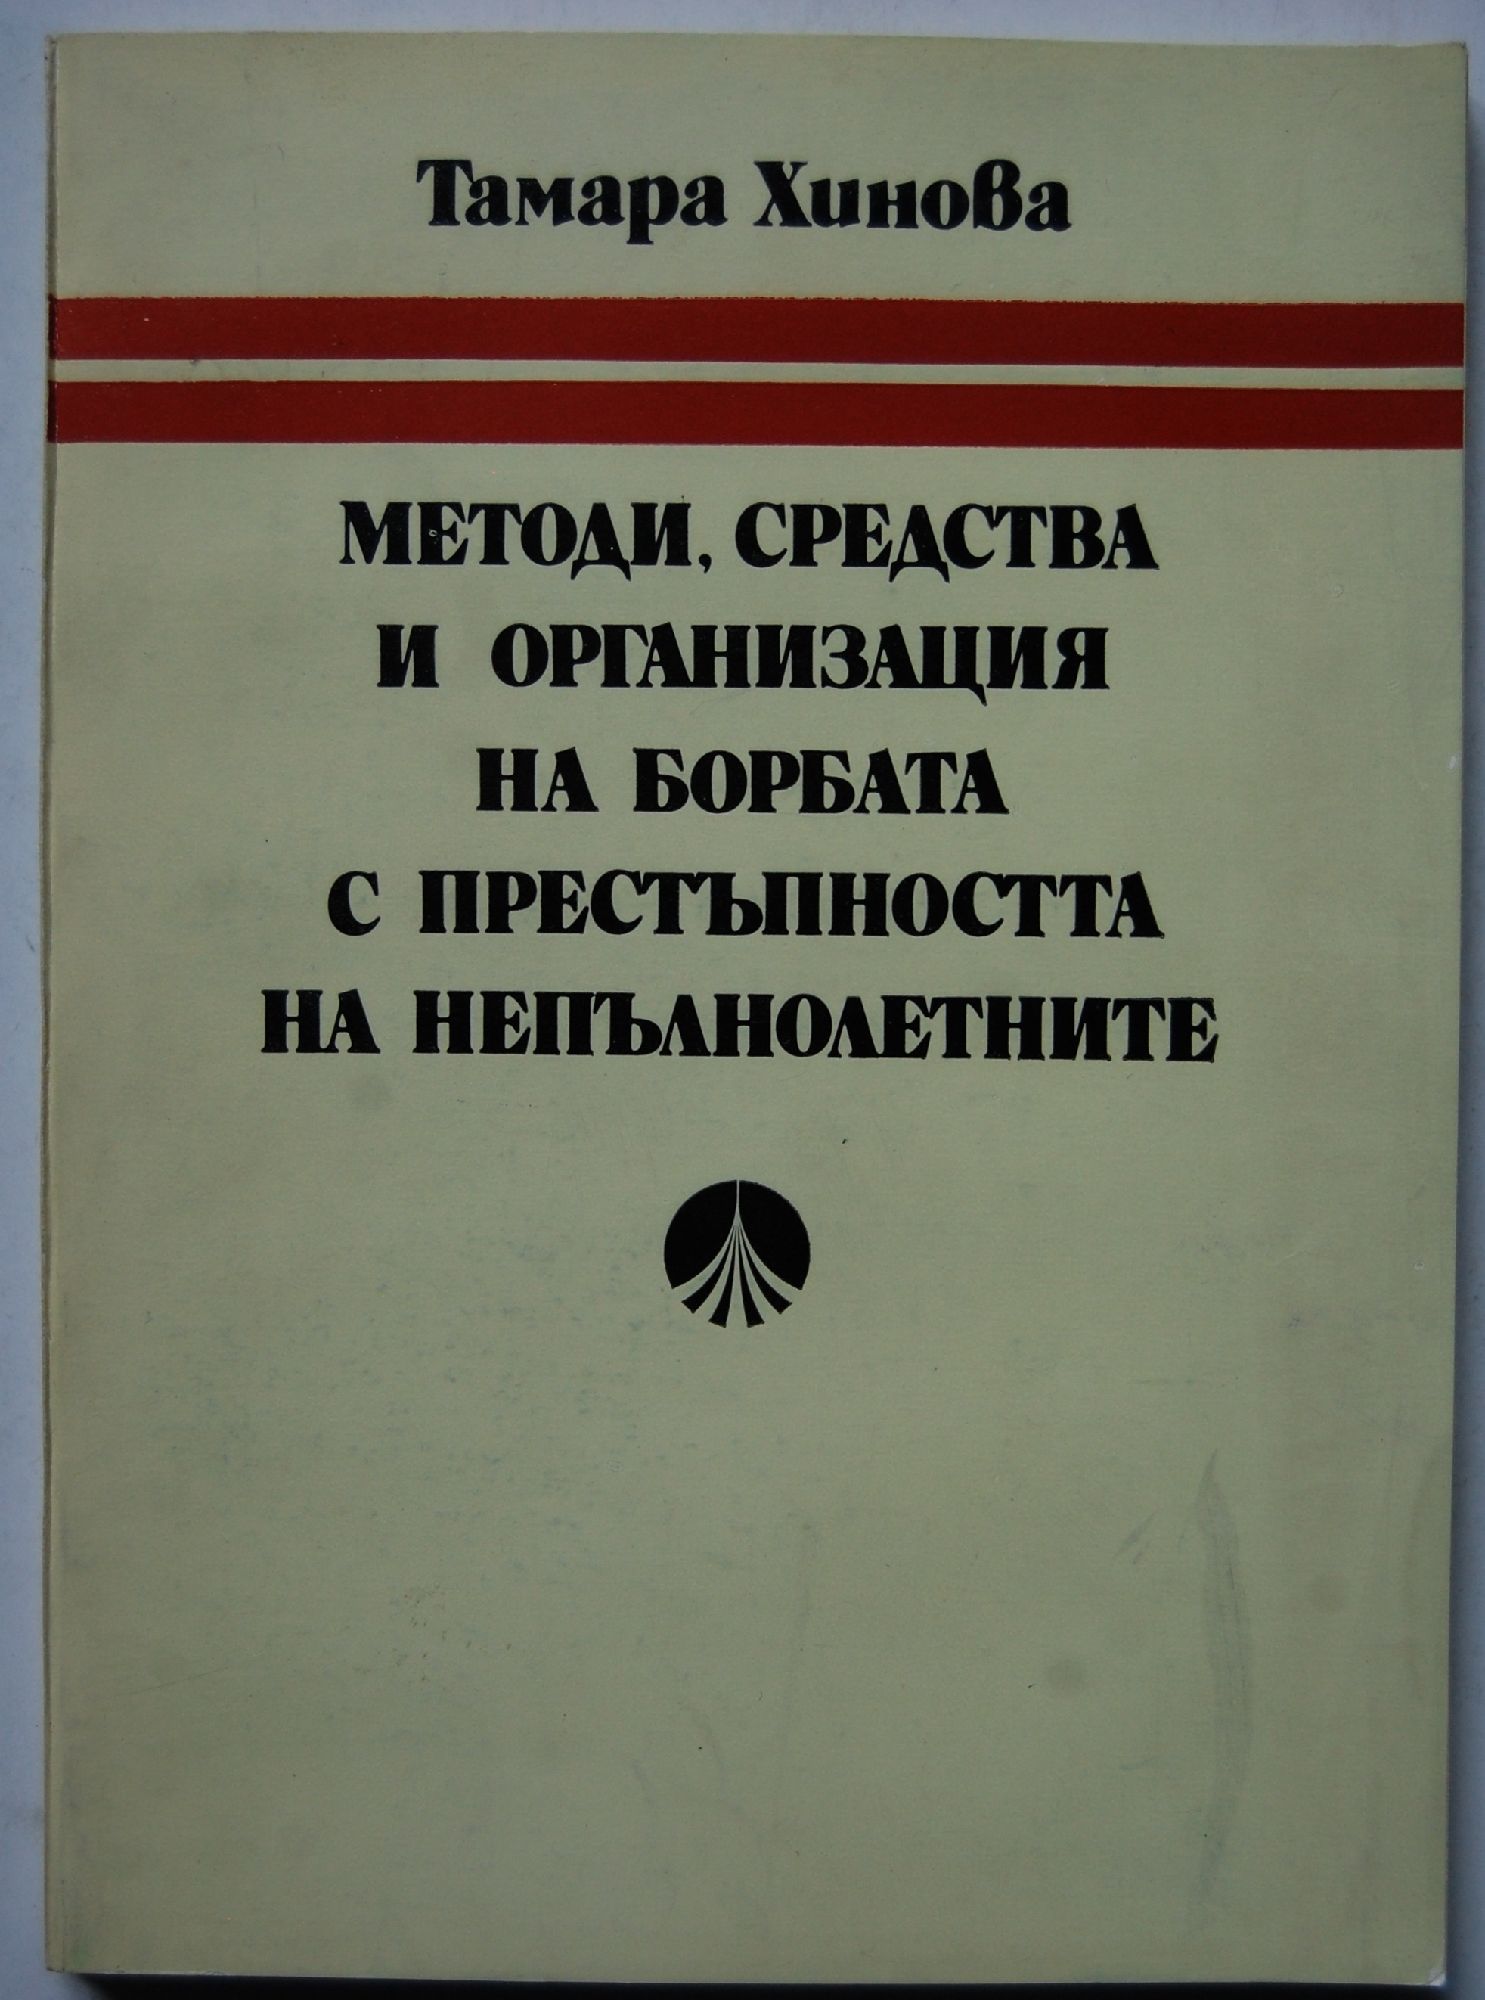 Тамара Хинова
МЕТОДИ, СРЕДСТВА
И ОРГАНИЗАЦИЯ
НА БОРБАТА
С ПРЕСТЪПНОСТТА
НА НЕПЪЛНОЛЕТНИТЕ